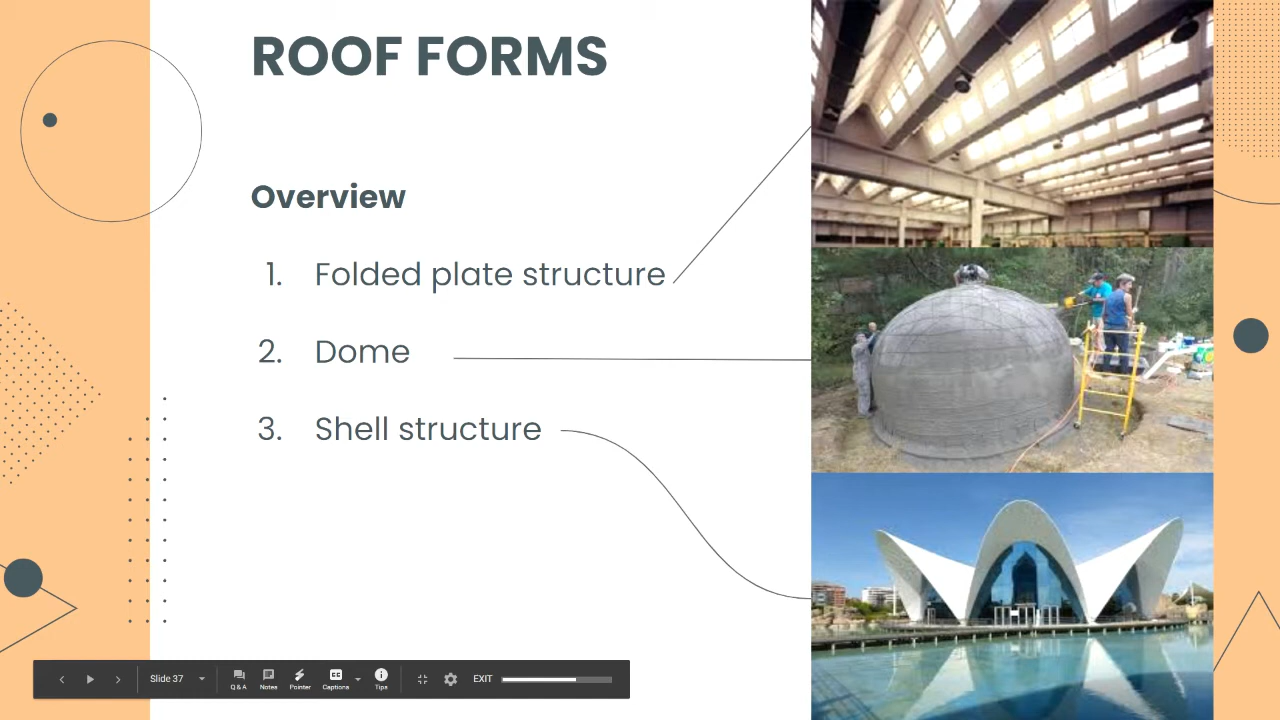 ROOF FORMS
Overview
1. Folded plate structure
2. Dome
3. Shell structure
Slide 37
Q & A
Notes
Pointer
CC
Captions
Tips
EXIT